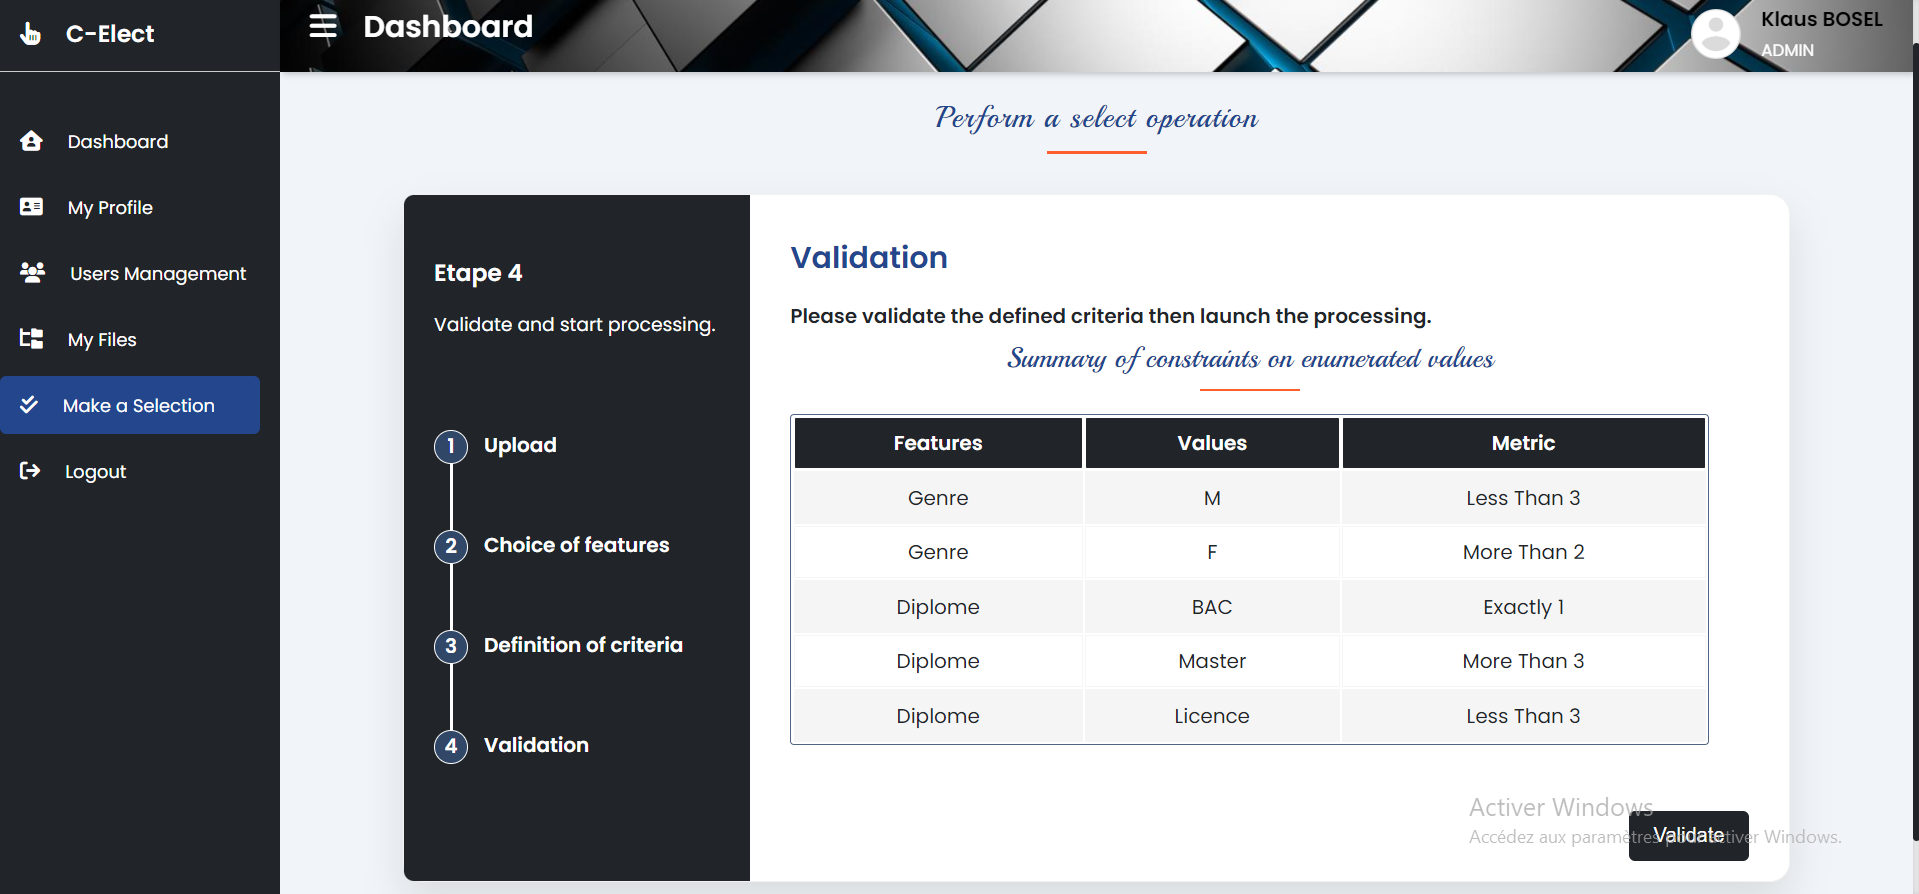 C-Elect
Dashboard
Klaus BOSEL
ADMIN
Dashboard
My Profile
Users Management
My Files
Make a Selection
Logout
Perform a select operation
Etape 4
Validate and start processing.
1 Upload
2 Choice of features
3 Definition of criteria
4 Validation
Validation
Please validate the defined criteria then launch the processing.
Summary of constraints on enumerated values
Features Values Metric
Genre M Less Than 3
Genre F More Than 2
Diplome BAC Exactly 1
Diplome Master More Than 3
Diplome Licence Less Than 3
Validate
Activer Windows
Accédez aux paramètres pour activer Windows.